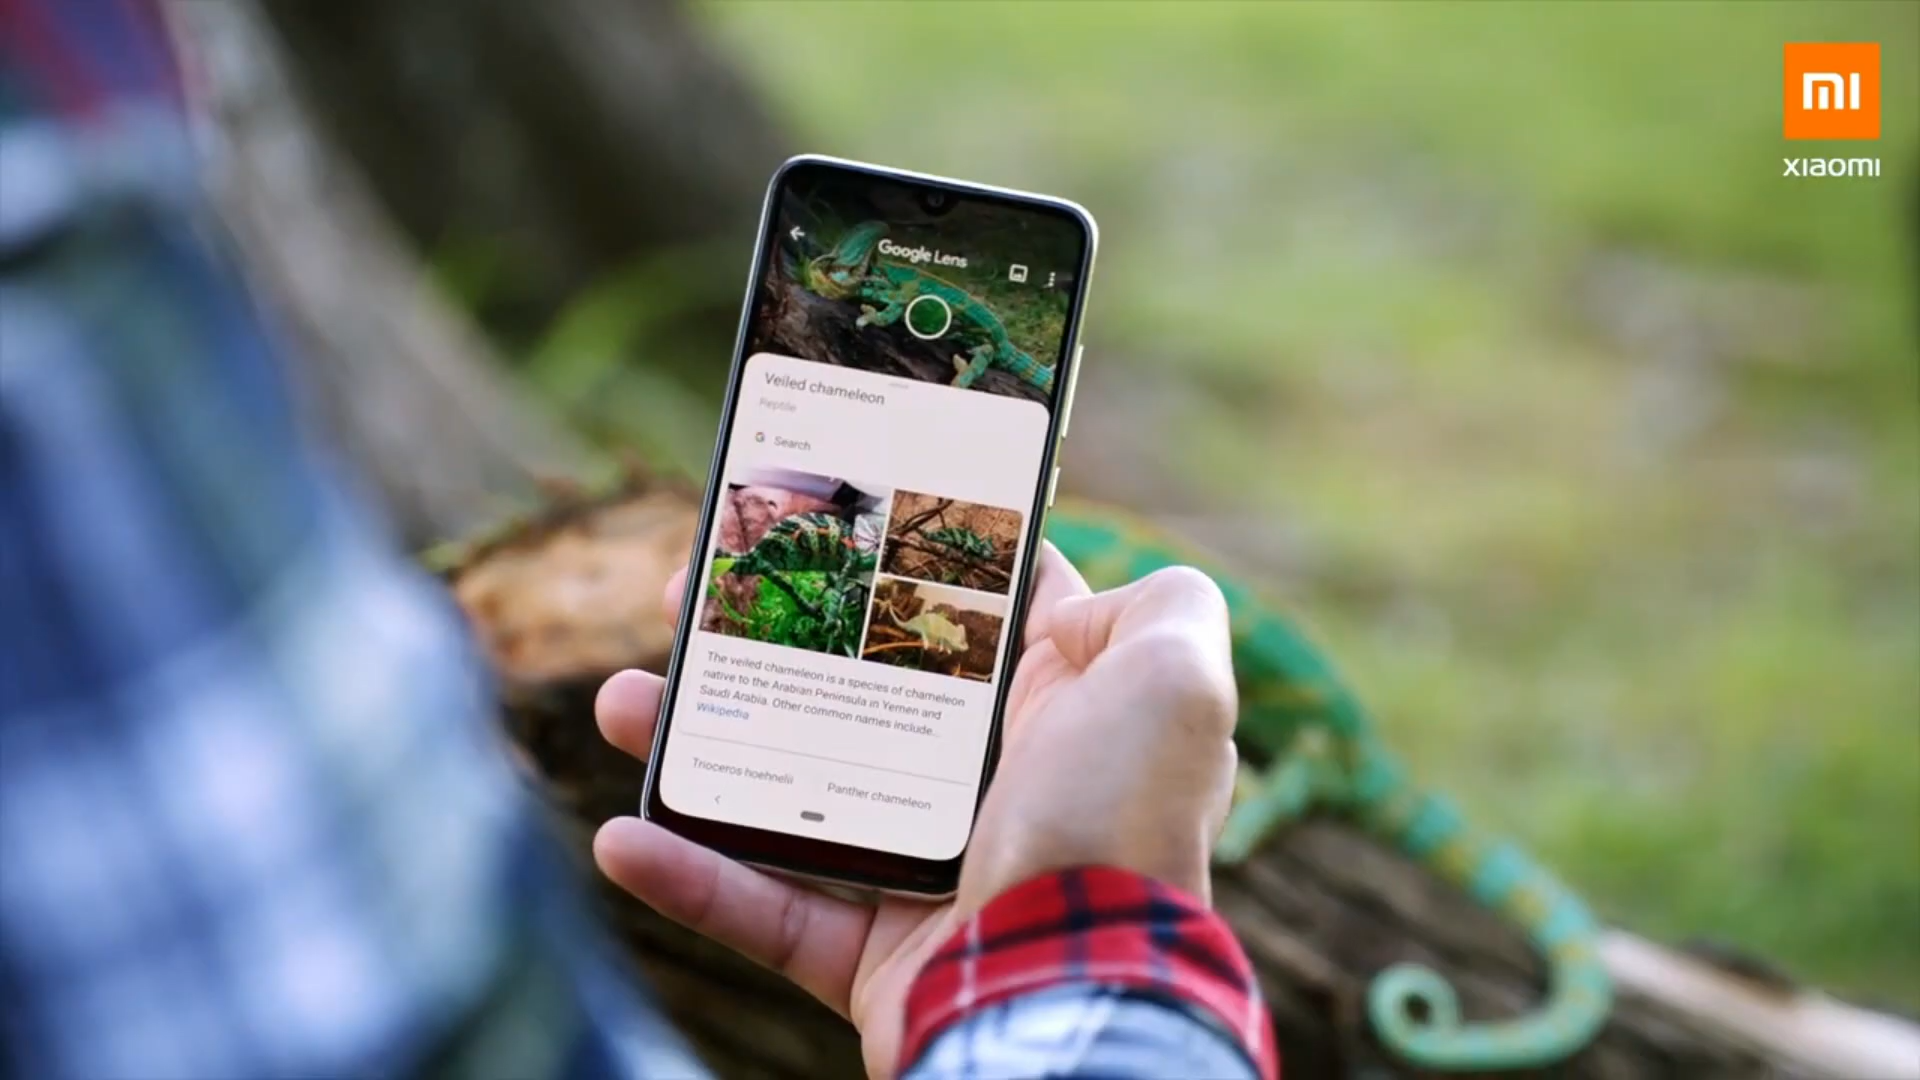 mi
xiaomi
Google Lens
Veiled chameleon
Reptile
G Search
The veiled chameleon is a species of chameleon
native to the Arabian Peninsula in Yemen and
Saudi Arabia. Other common names include...
Wikipedia
Trioceros hoehnelii
Panther chameleon